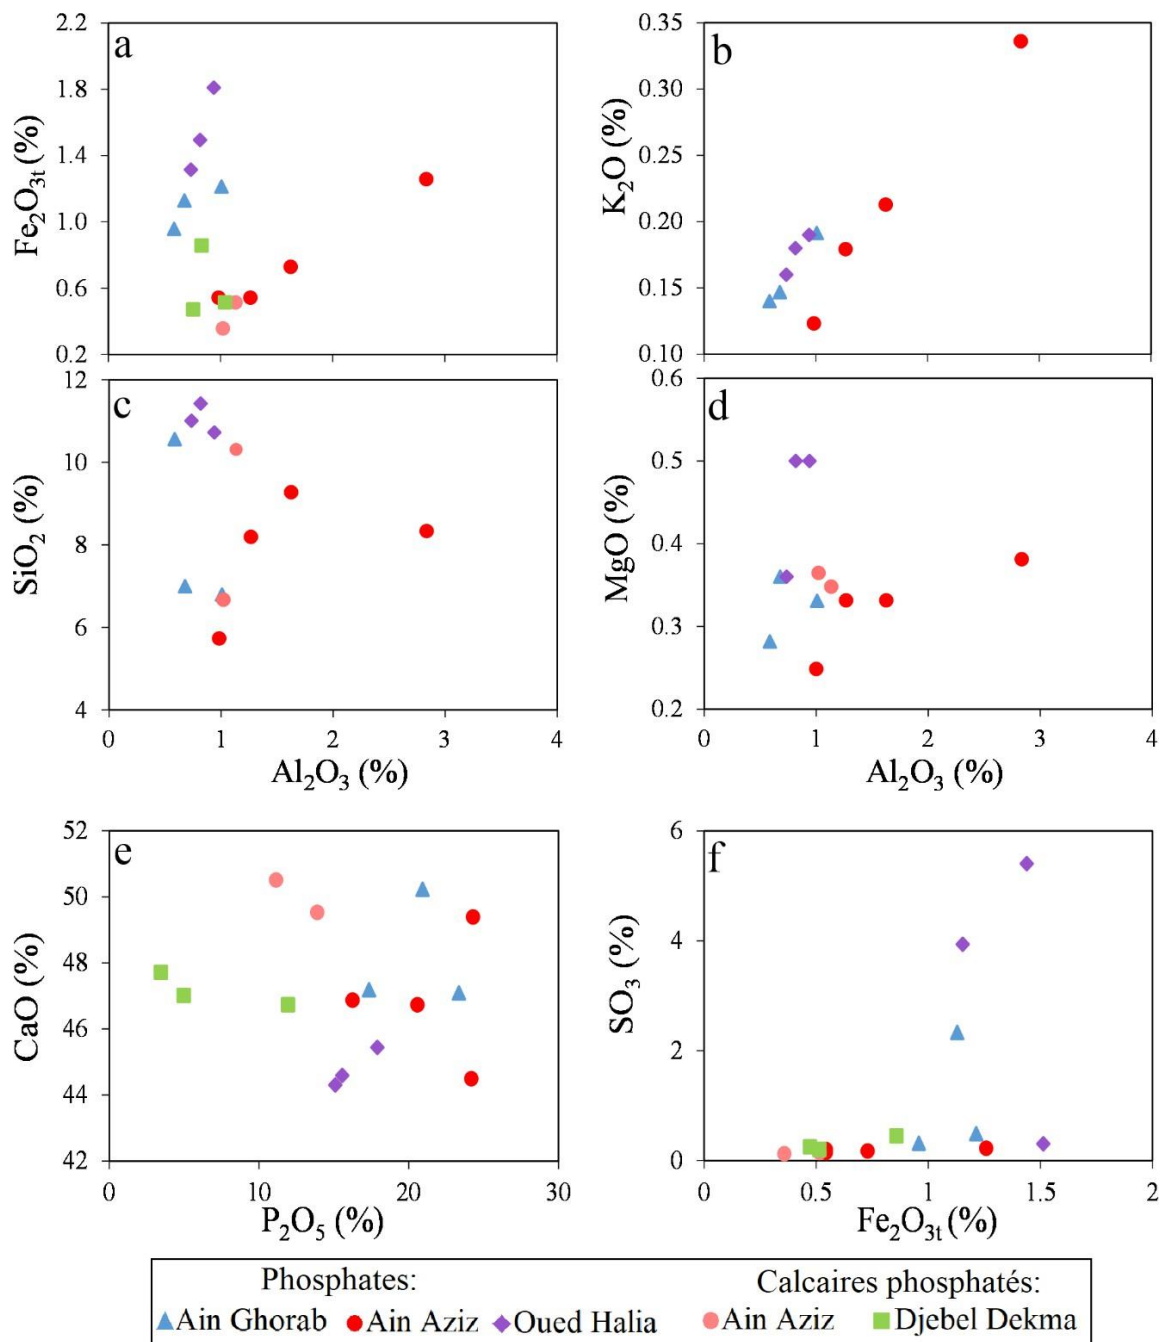 a
2.2
1.8
1.4
1.0
0.6
0.2
Fe₂O₃t (%)
b
0.35
0.30
0.25
0.20
0.15
0.10
K₂O (%)
c
12
10
8
6
4
SiO₂ (%)
0 1 2 3 4
Al₂O₃ (%)
d
0.6
0.5
0.4
0.3
0.2
MgO (%)
0 1 2 3 4
Al₂O₃ (%)
e
52
50
48
46
44
42
CaO (%)
0 10 20 30
P₂O₅ (%)
f
6
4
2
0
SO₃ (%)
0 0.5 1 1.5 2
Fe₂O₃t (%)
Phosphates: Calcaires phosphatés:
Ain Ghorab Ain Aziz Oued Halia Ain Aziz Djebel Dekma